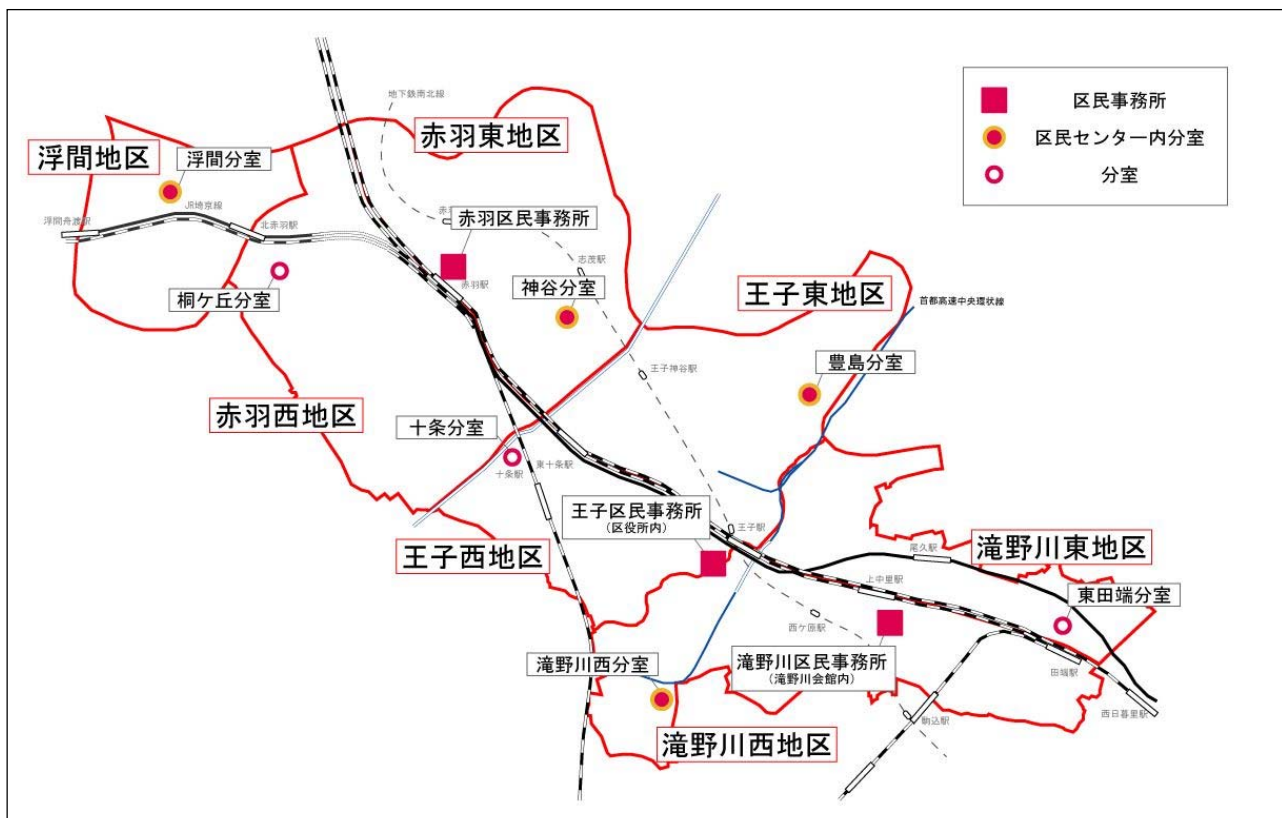 地下鉄南北線
区民事務所
区民センター内分室
分室
赤羽東地区
浮間地区
浮間分室
JR埼京線
浮間舟渡駅
北赤羽駅
赤羽区民事務所
志茂駅
赤羽駅
桐ケ丘分室
神谷分室
王子東地区
首都高速中央環状線
豊島分室
王子神谷駅
赤羽西地区
十条分室
東十条駅
十条駅
王子区民事務所
(区役所内)
王子駅
王子西地区
尾久駅
滝野川東地区
上中里駅
東田端分室
西ケ原駅
滝野川西分室
滝野川区民事務所
(滝野川会館内)
田端駅
駒込駅
西日暮里駅
滝野川西地区